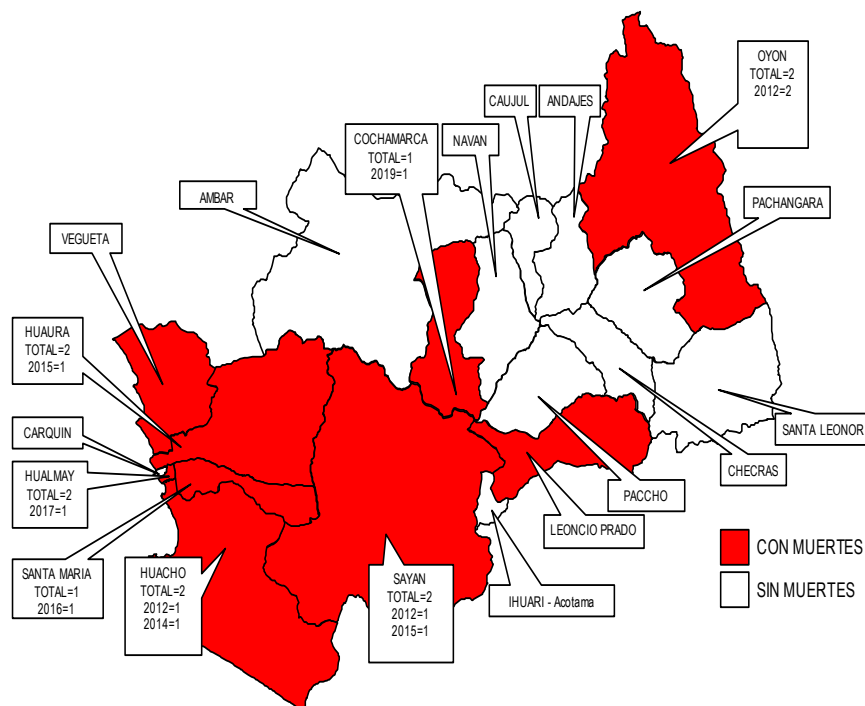 OYON
TOTAL=2
2012=2
CAUJUL
ANDAJES
COCHAMARCA
TOTAL=1
2019=1
NAVAN
AMBAR
PACHANGARA
VEGUETA
HUAURA
TOTAL=2
2015=1
CARQUIN
HUALMAY
TOTAL=2
2017=1
SANTA MARIA
TOTAL=1
2016=1
HUACHO
TOTAL=2
2012=1
2014=1
SAYAN
TOTAL=2
2012=1
2015=1
IHUARI - Acotama
LEONCIO PRADO
PACCHO
CHECRAS
SANTA LEONOR
CON MUERTES
SIN MUERTES